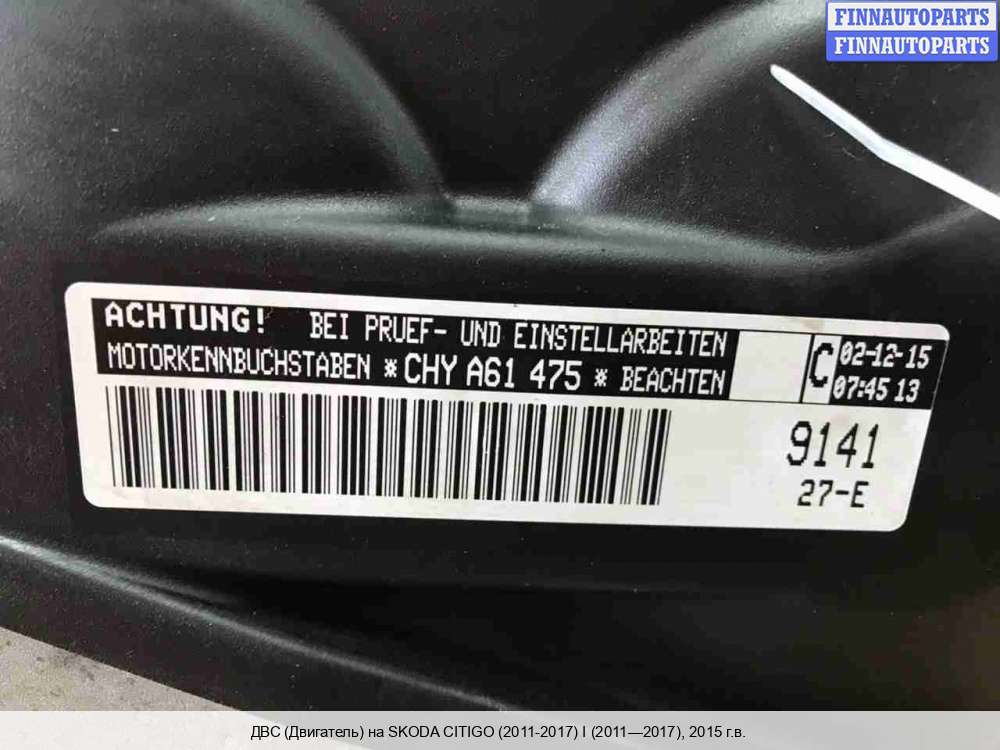 FINNAUTOPARTS
FINNAUTOPARTS
ACHTUNG! BEI PRUEF- UND EINSTELLARBEITEN
MOTORKENNBUCHSTABEN *CHY A61 475 * BEACHTEN
C 02-12-15
07:45 13
9141
27-E
ДВС (Двигатель) на SKODA CITIGO (2011-2017) I (2011—2017), 2015 г.в.